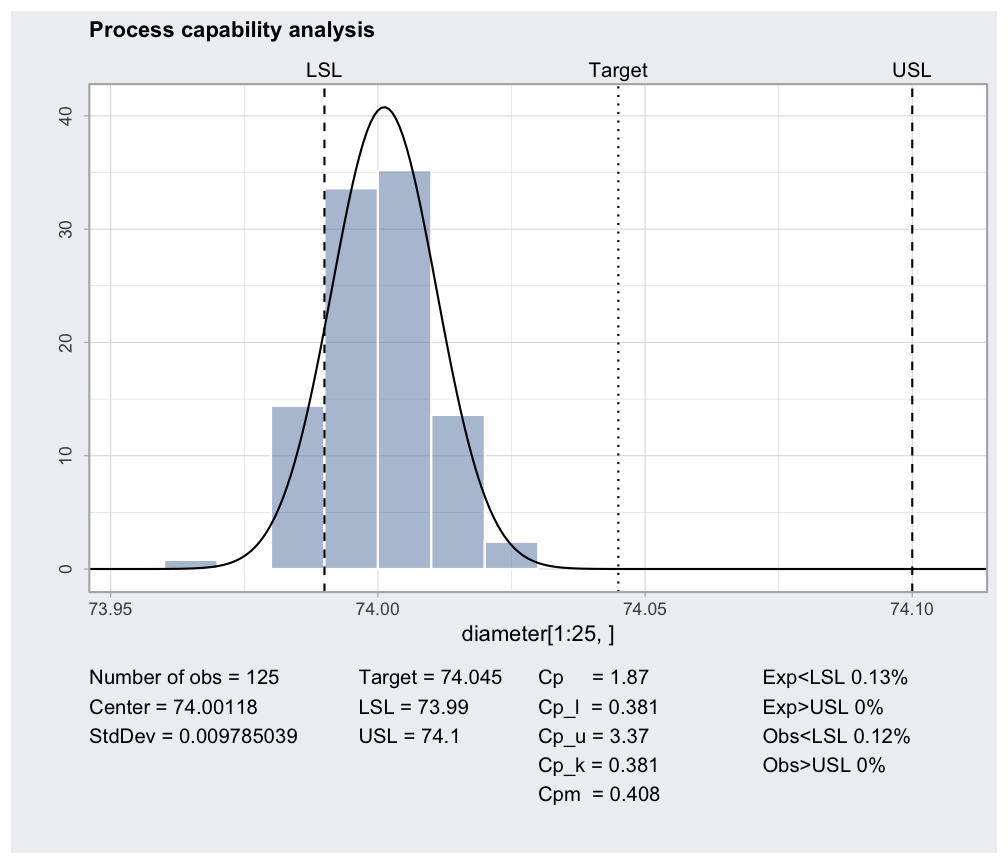 Process capability analysis
LSL Target USL
40
30
20
10
0
73.95 74.00 74.05 74.10
diameter[1:25, ]
Number of obs = 125 Target = 74.045 Cp = 1.87 Exp<LSL 0.13%
Center = 74.00118 LSL = 73.99 Cp_l = 0.381 Exp>USL 0%
StdDev = 0.009785039 USL = 74.1 Cp_u = 3.37 Obs<LSL 0.12%
Cp_k = 0.381 Obs>USL 0%
Cpm = 0.408